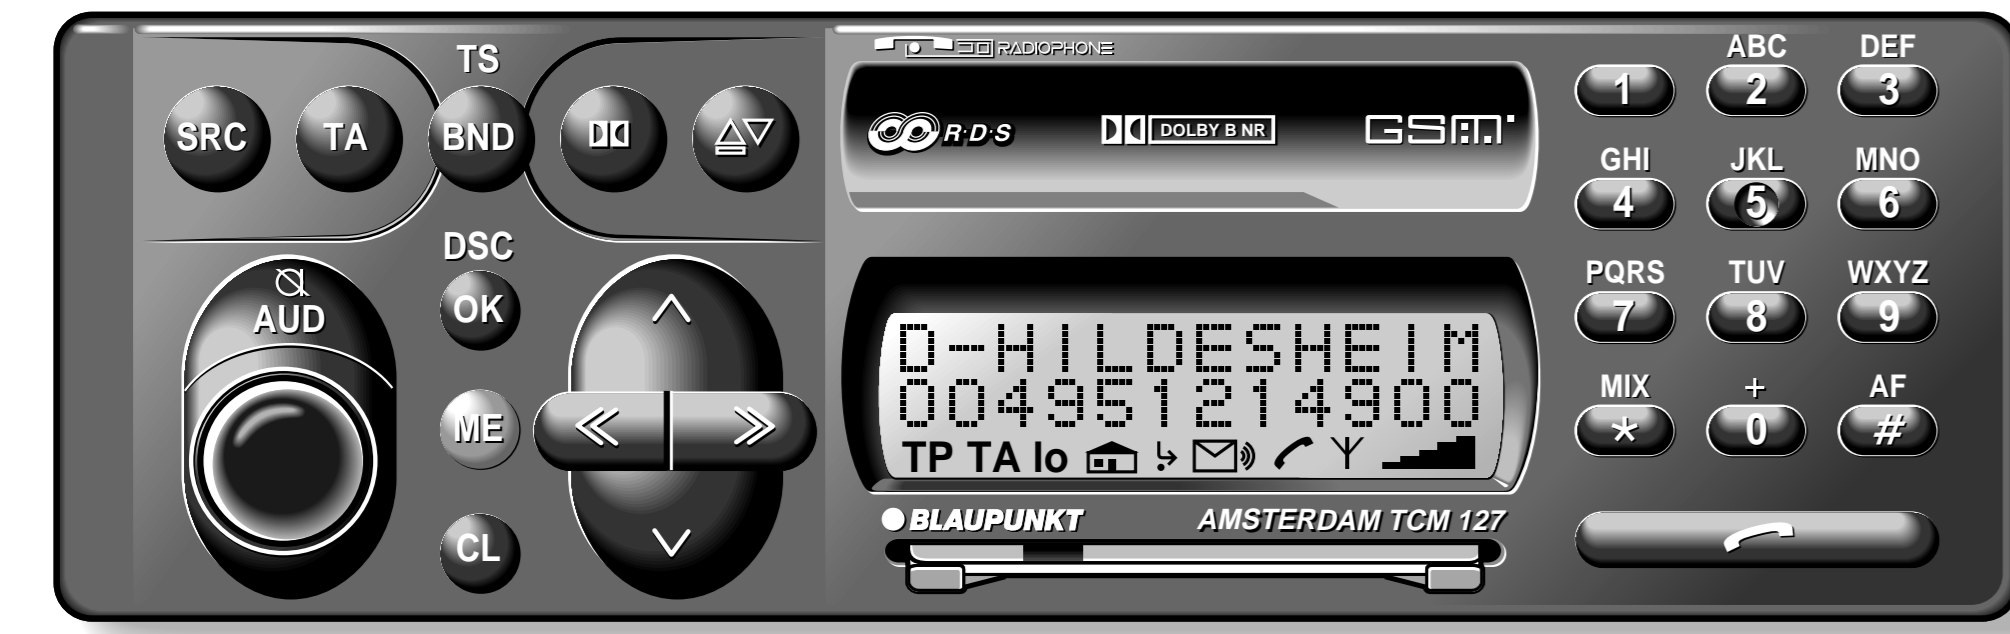 TS
SRC TA BND
DSC
OK
AUD
ME
CL
RADIOPHONE
R·D·S DOLBY B NR GSM
D-HILDESHEIM
004951214900
TP TA lo
BLAUPUNKT AMSTERDAM TCM 127
ABC DEF
1 2 3
GHI JKL MNO
4 5 6
PQRS TUV WXYZ
7 8 9
MIX + AF
* 0 #